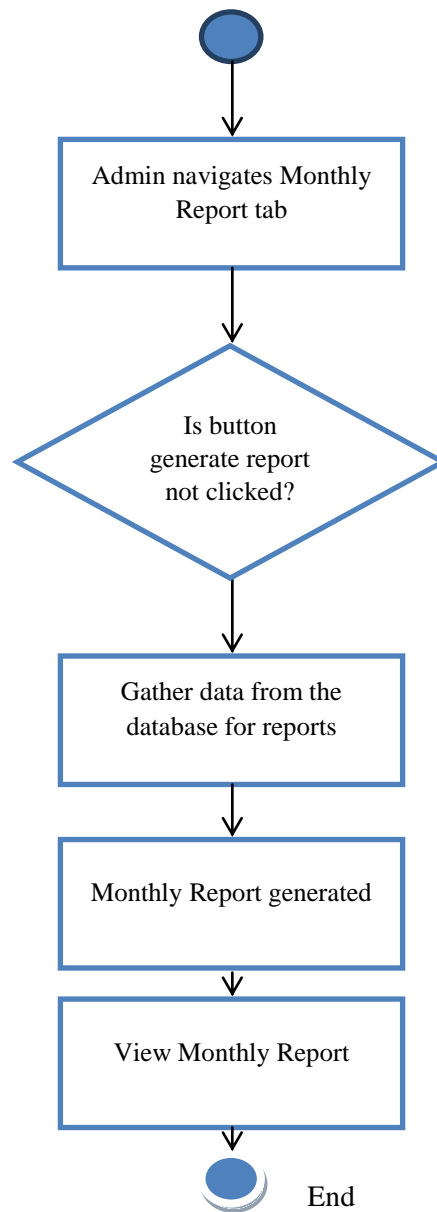 Admin navigates Monthly
Report tab
Is button
generate report
not clicked?
Gather data from the
database for reports
Monthly Report generated
View Monthly Report
End